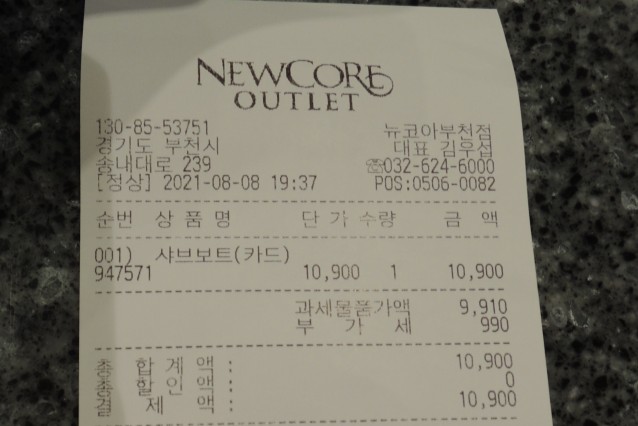 NEWCORE
OUTLET
130-85-53751 뉴코아부천점
경기도 부천시 대표 김우섭
송내대로 239 ☎032-624-6000
[정상] 2021-08-08 19:37 POS:0506-0082
순번 상 품 명 단 가 수량 금 액
001) 샤브보트(카드)
947571 10,900 1 10,900
과세물품가액 9,910
부 가 세 990
총 합 계 액 : 10,900
총 할 인 액 : 0
결 제 액 : 10,900